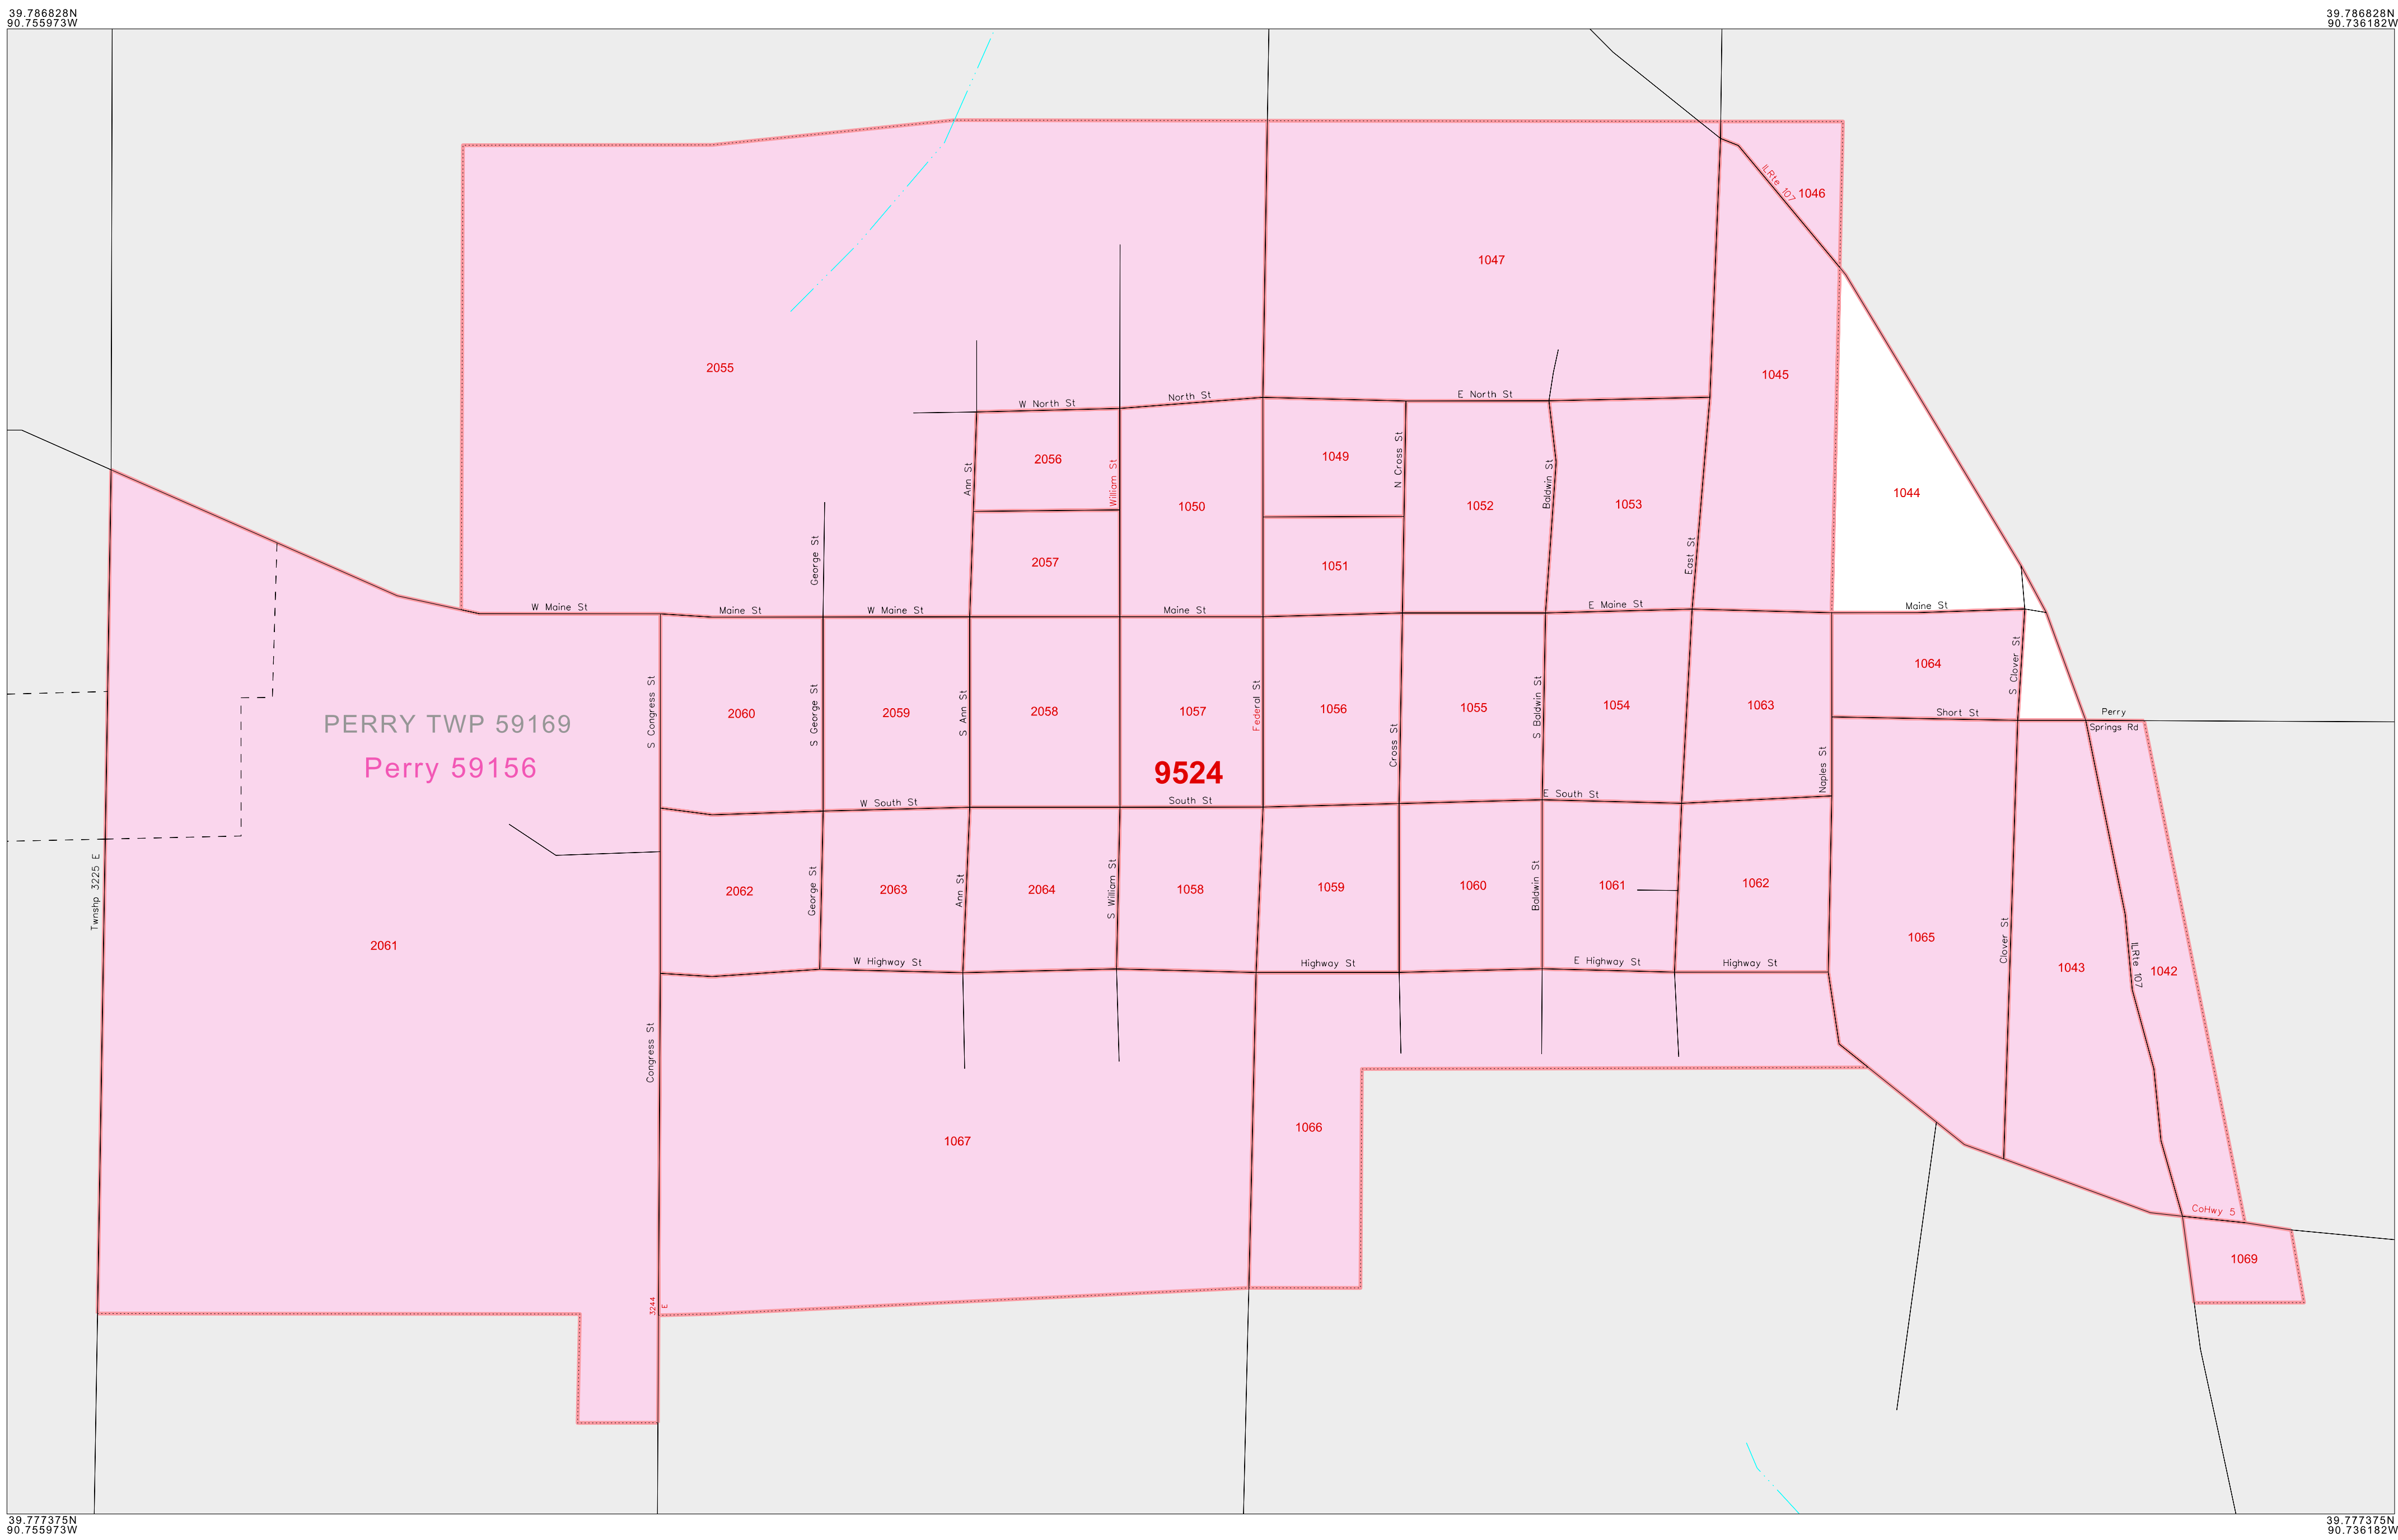 39.786828N
90.755973W
39.786828N
90.736182W
ILRte 107
1046
1047
2055
1045
W North St
North St
E North St
2056
1049
Ann St
William St
N Cross St
Baldwin St
1044
1050
1052
1053
George St
2057
1051
East St
W Maine St
Maine St
W Maine St
Maine St
E Maine St
Maine St
S Congress St
S George St
S Ann St
Federal St
S Baldwin St
S Clover St
1064
2060
2059
2058
1057
1056
1055
1054
1063
Short St
Perry
Springs Rd
PERRY TWP 59169
Perry 59156
9524
Cross St
Naples St
W South St
South St
E South St
Twnshp 3225 E
2062
George St
2063
Ann St
2064
S William St
1058
1059
1060
Baldwin St
1061
1062
2061
1065
Clover St
1043
ILRte 107
1042
W Highway St
Highway St
E Highway St
Highway St
Congress St
1067
1066
CoHwy 5
1069
3244
E
39.777375N
90.755973W
39.777375N
90.736182W